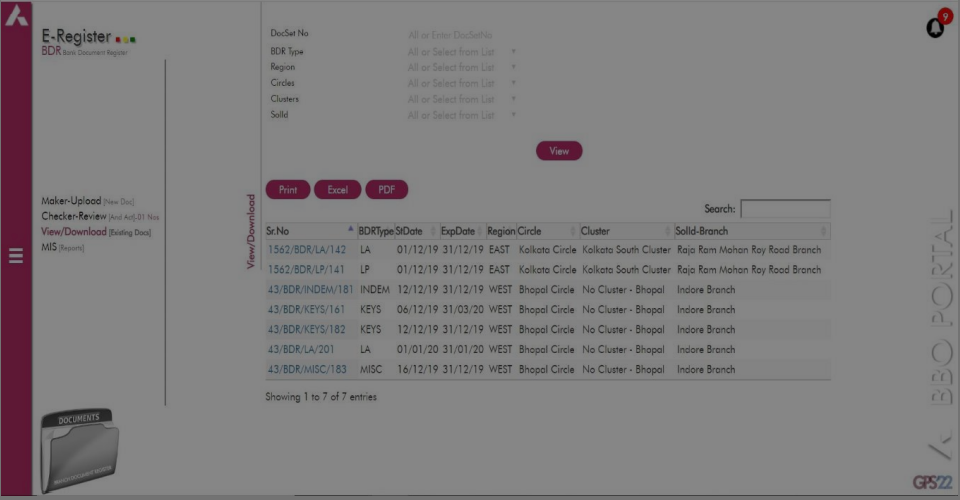 E-Register
BDR Bank Document Register
9
DocSet No All or Enter DocSetNo
BDR Type All or Select from List
Region All or Select from List
Circles All or Select from List
Clusters All or Select from List
SolId All or Select from List
View
Maker-Upload [New Doc]
Checker-Review [And Act].01 Nos
View/Download [Existing Docs]
MIS [Reports]
View/Download
Print Excel PDF
Search:
Sr.No BDRType StDate ExpDate Region Circle Cluster SolId-Branch
1562/BDR/LA/142 LA 01/12/19 31/12/19 EAST Kolkata Circle Kolkata South Cluster Raja Ram Mohan Roy Road Branch
1562/BDR/LP/141 LP 01/12/19 31/12/19 EAST Kolkata Circle Kolkata South Cluster Raja Ram Mohan Roy Road Branch
43/BDR/INDEM/181 INDEM 12/12/19 31/12/19 WEST Bhopal Circle No Cluster - Bhopal Indore Branch
43/BDR/KEYS/161 KEYS 06/12/19 31/03/20 WEST Bhopal Circle No Cluster - Bhopal Indore Branch
43/BDR/KEYS/182 KEYS 12/12/19 31/12/19 WEST Bhopal Circle No Cluster - Bhopal Indore Branch
43/BDR/LA/201 LA 01/01/20 31/01/20 WEST Bhopal Circle No Cluster - Bhopal Indore Branch
43/BDR/MISC/183 MISC 16/12/19 31/12/19 WEST Bhopal Circle No Cluster - Bhopal Indore Branch
Showing 1 to 7 of 7 entries
DOCUMENTS
BBO PORTAL
GPS'22